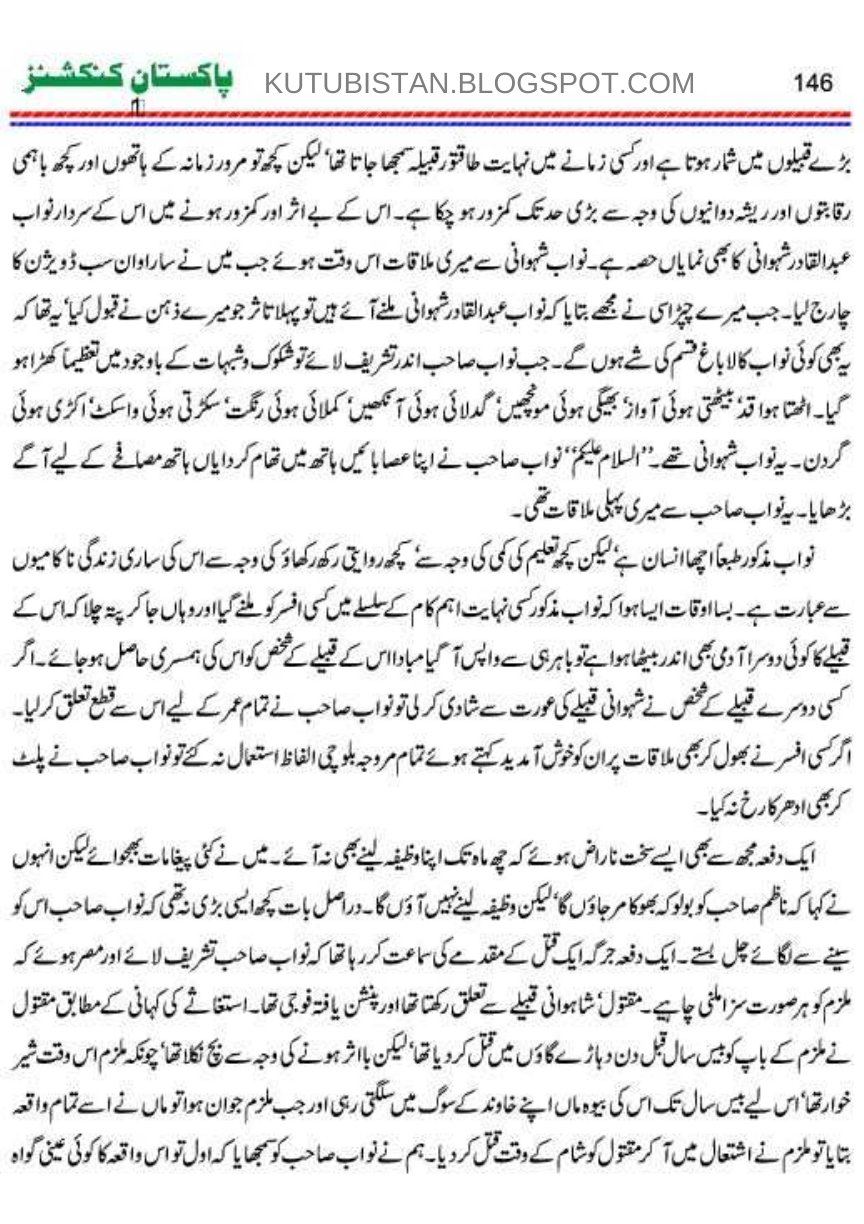 پاکستان کنکشنز KUTUBISTAN.BLOGSPOT.COM 146
بڑے قبیلوں میں شمار ہوتا ہے اور کسی زمانے میں نہایت طاقتور قبیلہ سمجھا جاتا تھا‘ لیکن کچھ تو مرور زمانہ کے ہاتھوں اور کچھ باہمی
رقابتوں اور ریشہ دوانیوں کی وجہ سے بڑی حد تک کمزور ہو چکا ہے۔ اس کے بے اثر اور کمزور ہونے میں اس کے سردار نواب
عبدالقادر شہوانی کا بھی نمایاں حصہ ہے۔ نواب شہوانی سے میری ملاقات اس وقت ہوئے جب میں نے ساراوان سب ڈویژن کا
چارج لیا۔ جب میرے چپڑاسی نے مجھے بتایا کہ نواب عبدالقادر شہوانی ملنے آئے ہیں تو پہلا تاثر جو میرے ذہن نے قبول کیا‘ یہ تھا کہ
یہ بھی کوئی نواب کالا باغ قسم کی شے ہوں گے۔ جب نواب صاحب اندر تشریف لائے تو شکوک و شبہات کے باوجود میں تعظیماً کھڑا ہو
گیا۔ اٹھتا ہوا قد‘ بیٹھتی ہوئی آواز‘ بھیگی ہوئی مونچھیں‘ گدلائی ہوئی آنکھیں‘ کملائی ہوئی رنگت‘ سکڑتی ہوئی واسکٹ‘ اکڑی ہوئی
گردن۔ یہ نواب شہوانی تھے۔ ’’السلام علیکم‘‘ نواب صاحب نے اپنا عصا بائیں ہاتھ میں تھام کر دایاں ہاتھ مصافحے کے لیے آگے
بڑھایا۔ یہ نواب صاحب سے میری پہلی ملاقات تھی۔
نواب مذکور طبعاً اچھا انسان ہے‘ لیکن کچھ تعلیم کی کمی کی وجہ سے‘ کچھ روایتی رکھ رکھاؤ کی وجہ سے اس کی ساری زندگی ناکامیوں
سے عبارت ہے۔ بسا اوقات ایسا ہوا کہ نواب مذکور کسی نہایت اہم کام کے سلسلے میں کسی افسر کو ملنے گیا اور وہاں جا کر پتہ چلا کہ اس کے
قبیلے کا کوئی دوسرا آدمی بھی اندر بیٹھا ہوا ہے تو باہر ہی سے واپس آ گیا مبادا اس کے قبیلے کے شخص کو اس کی ہمسری حاصل ہو جائے۔ اگر
کسی دوسرے قبیلے کے شخص نے شہوانی قبیلے کی عورت سے شادی کر لی تو نواب صاحب نے تمام عمر کے لیے اس سے قطع تعلق کر لیا۔
اگر کسی افسر نے بھول کر بھی ملاقات پر ان کو خوش آمدید کہتے ہوئے تمام مروجہ بلوچی الفاظ استعمال نہ کئے تو نواب صاحب نے پلٹ
کر بھی ادھر کا رخ نہ کیا۔
ایک دفعہ مجھ سے بھی ایسے سخت ناراض ہوئے کہ چھ ماہ تک اپنا وظیفہ لینے بھی نہ آئے۔ میں نے کئی پیغامات بھجوائے لیکن انہوں
نے کہا کہ ناظم صاحب کو بولو کہ بھوکا مر جاؤں گا‘ لیکن وظیفہ لینے نہیں آؤں گا۔ دراصل بات کچھ ایسی بڑی نہ تھی کہ نواب صاحب اس کو
سینے سے لگائے چل بستے۔ ایک دفعہ جرگہ ایک قتل کے مقدمے کی سماعت کر رہا تھا کہ نواب صاحب تشریف لائے اور مصر ہوئے کہ
ملزم کو ہر صورت سزا ملنی چاہیے۔ مقتول‘ شاہوانی قبیلے سے تعلق رکھتا تھا اور پنشن یافتہ فوجی تھا۔ استغاثے کی کہانی کے مطابق مقتول
نے ملزم کے باپ کو بیس سال قبل دن دہاڑے گاؤں میں قتل کر دیا تھا‘ لیکن بااثر ہونے کی وجہ سے بچ نکلا تھا‘ چونکہ ملزم اس وقت شیر
خوار تھا‘ اس لیے بیس سال تک اس کی بیوہ ماں اپنے خاوند کے سوگ میں سلگتی رہی اور جب ملزم جوان ہوا تو ماں نے اسے تمام واقعہ
بتایا تو ملزم نے اشتعال میں آ کر مقتول کو شام کے وقت قتل کر دیا۔ ہم نے نواب صاحب کو سمجھایا کہ اول تو اس واقعہ کا کوئی عینی گواہ